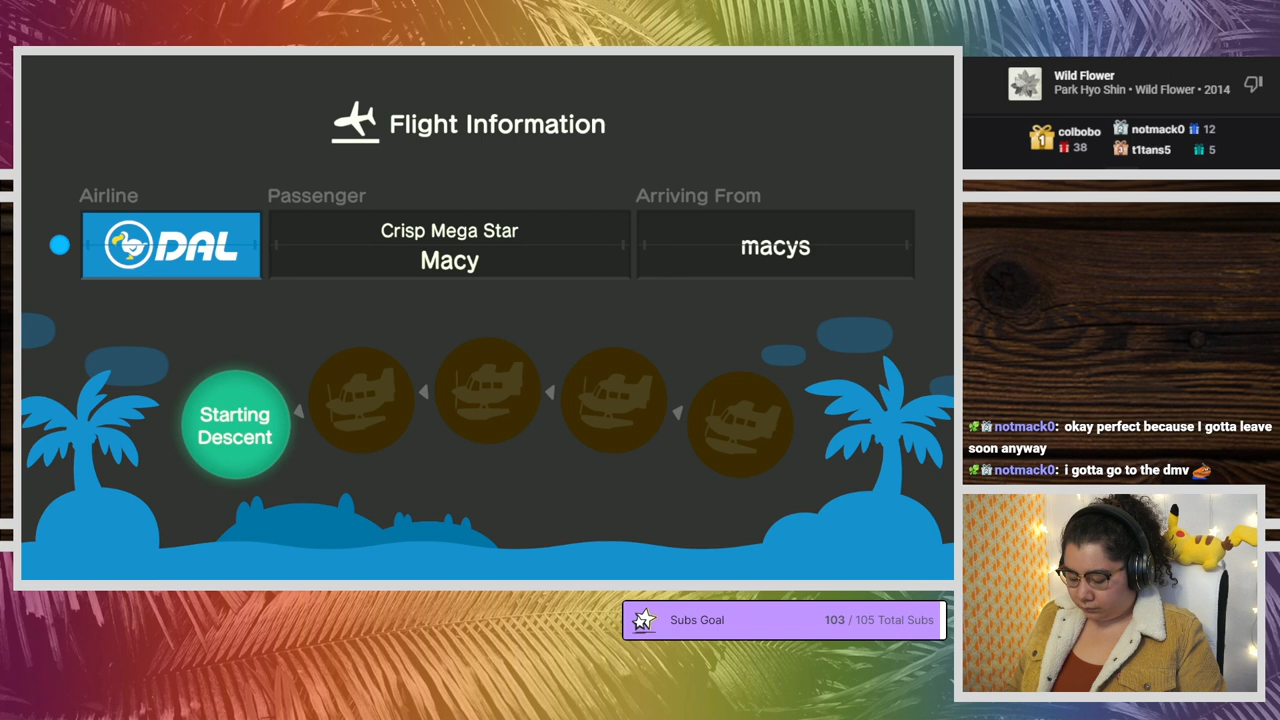 Flight Information
Airline
Passenger
Arriving From
DAL
Crisp Mega Star
Macy
macys
Starting
Descent
Wild Flower
Park Hyo Shin • Wild Flower • 2014
1
colbobo
38
notmack0 12
t1tans5 5
notmack0: okay perfect because I gotta leave
soon anyway
notmack0: i gotta go to the dmv
Subs Goal
103 / 105 Total Subs